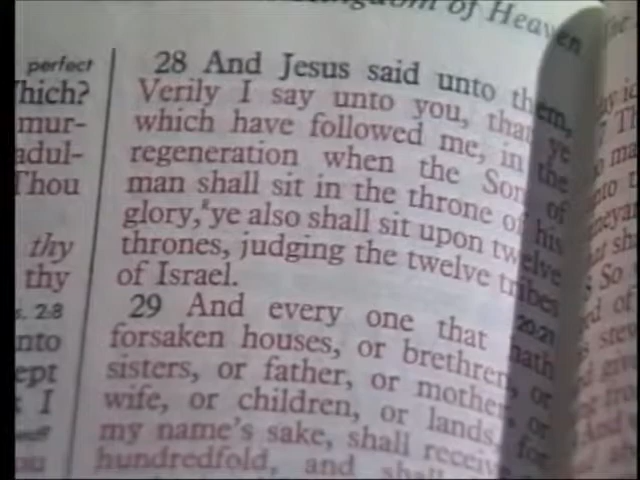 Kingdom of Heaven
perfect
Which?
mur-
adul-
Thou
thy
thy
s. 2-8
nto
ept
I
28 And Jesus said unto them,
Verily I say unto you, that ye
which have followed me, in the
regeneration when the Son of
man shall sit in the throne of his
glory, ye also shall sit upon twelve
thrones, judging the twelve tribes
of Israel.
20:21
29 And every one that hath
forsaken houses, or brethren, or
sisters, or father, or mother, or
wife, or children, or lands, for
my name's sake, shall receive
hundredfold, and shall